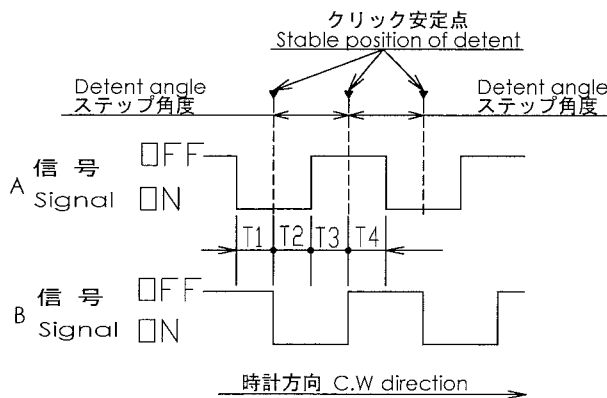 クリック安定点
Stable position of detent
Detent angle
ステップ角度
Detent angle
ステップ角度
A 信号 OFF
Signal ON
T1 T2 T3 T4
B 信号 OFF
Signal ON
時計方向 C.W direction